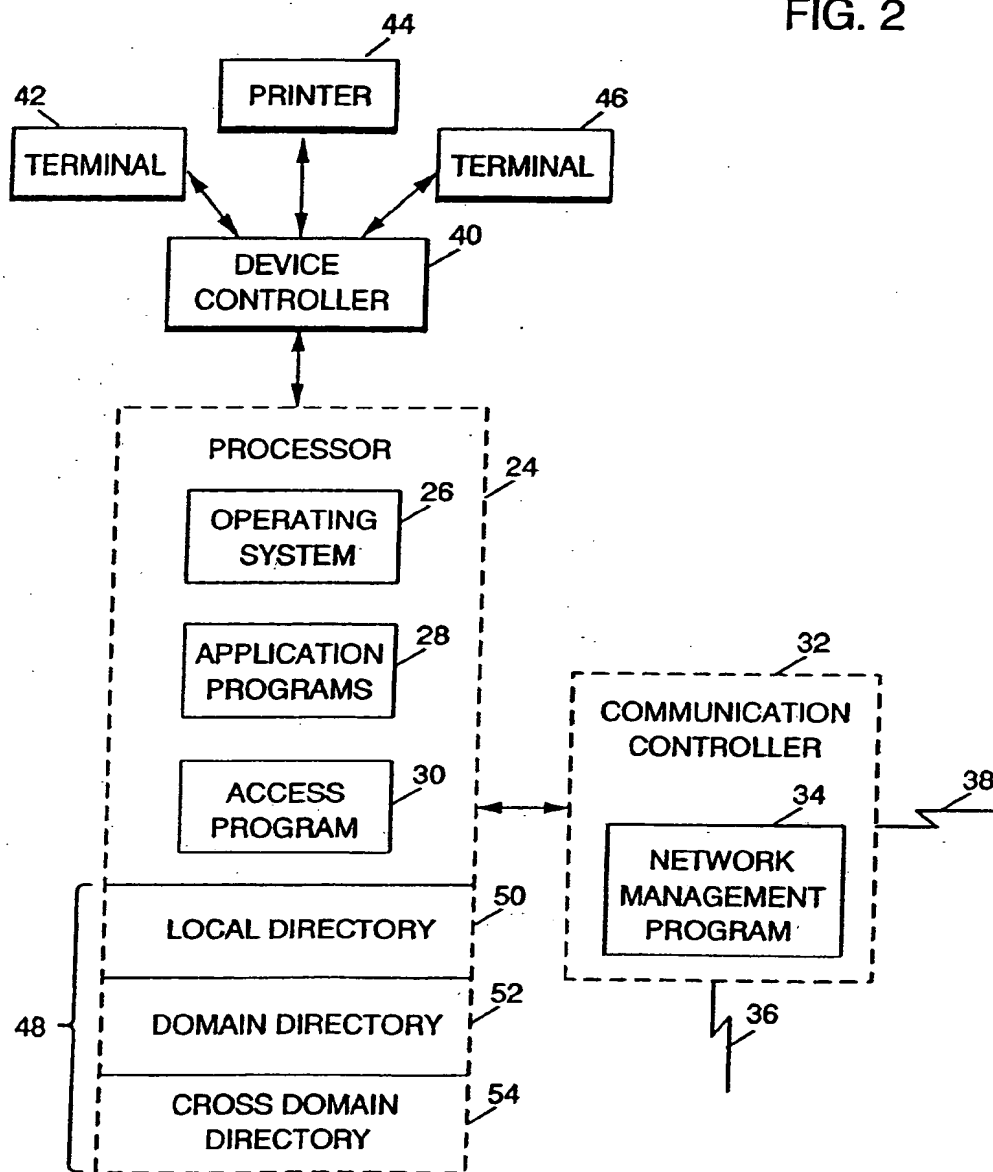 FIG. 2
44
PRINTER
42
TERMINAL
46
TERMINAL
40
DEVICE
CONTROLLER
PROCESSOR
24
26
OPERATING
SYSTEM
28
APPLICATION
PROGRAMS
30
ACCESS
PROGRAM
32
COMMUNICATION
CONTROLLER
34
NETWORK
MANAGEMENT
PROGRAM
38
36
48
50
LOCAL DIRECTORY
52
DOMAIN DIRECTORY
54
CROSS DOMAIN
DIRECTORY